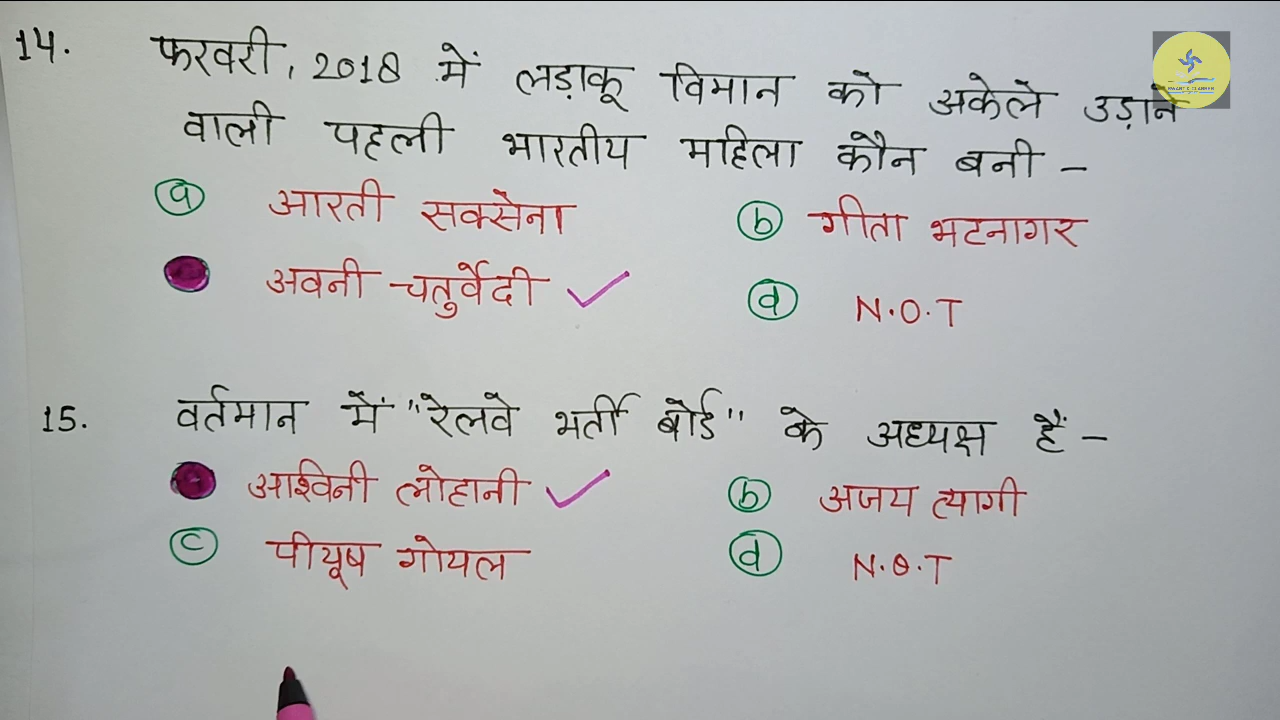 14. फरवरी, 2018 में लड़ाकू विमान को अकेले उड़ाने
वाली पहली भारतीय महिला कौन बनी -
a आरती सक्सेना b गीता भटनागर
अवनी चतुर्वेदी ✓ d N.O.T
15. वर्तमान में "रेलवे भर्ती बोर्ड" के अध्यक्ष हैं -
आश्विनी लोहानी ✓ b अजय त्यागी
c पीयूष गोयल d N.O.T